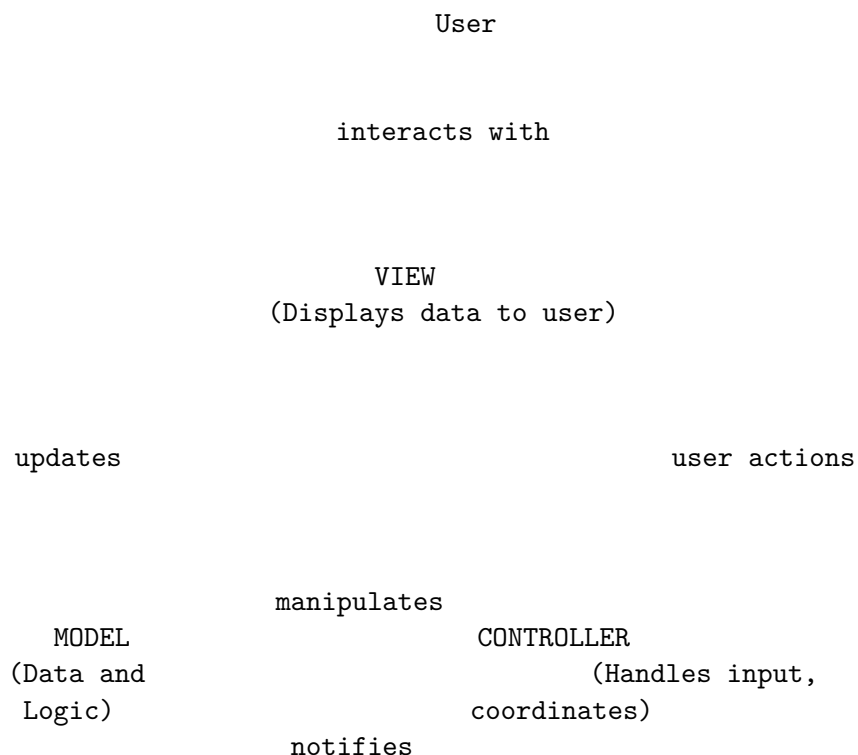 User
interacts with
VIEW
(Displays data to user)
updates user actions
manipulates
MODEL CONTROLLER
(Data and (Handles input,
Logic) coordinates)
notifies